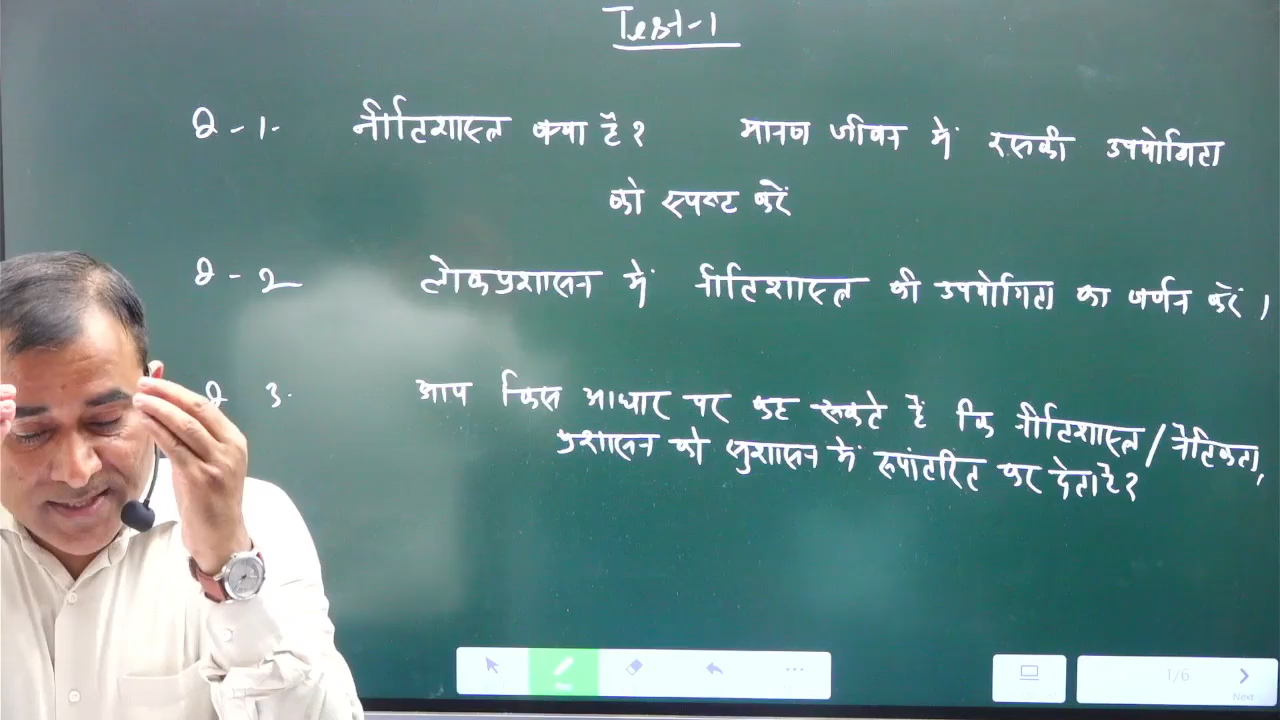 Test-1
Q-1. नीतिशास्त्र क्या है? मानव जीवन में इसकी उपयोगिता
को स्पष्ट करें
Q-2 लोकप्रशासन में नीतिशास्त्र की उपयोगिता का वर्णन करें।
Q 3. आप किस आधार पर कह सकते हैं कि नीतिशास्त्र/नैतिकता,
प्रशासन को सुशासन में रूपांतरित कर देता है?
1/6
Next